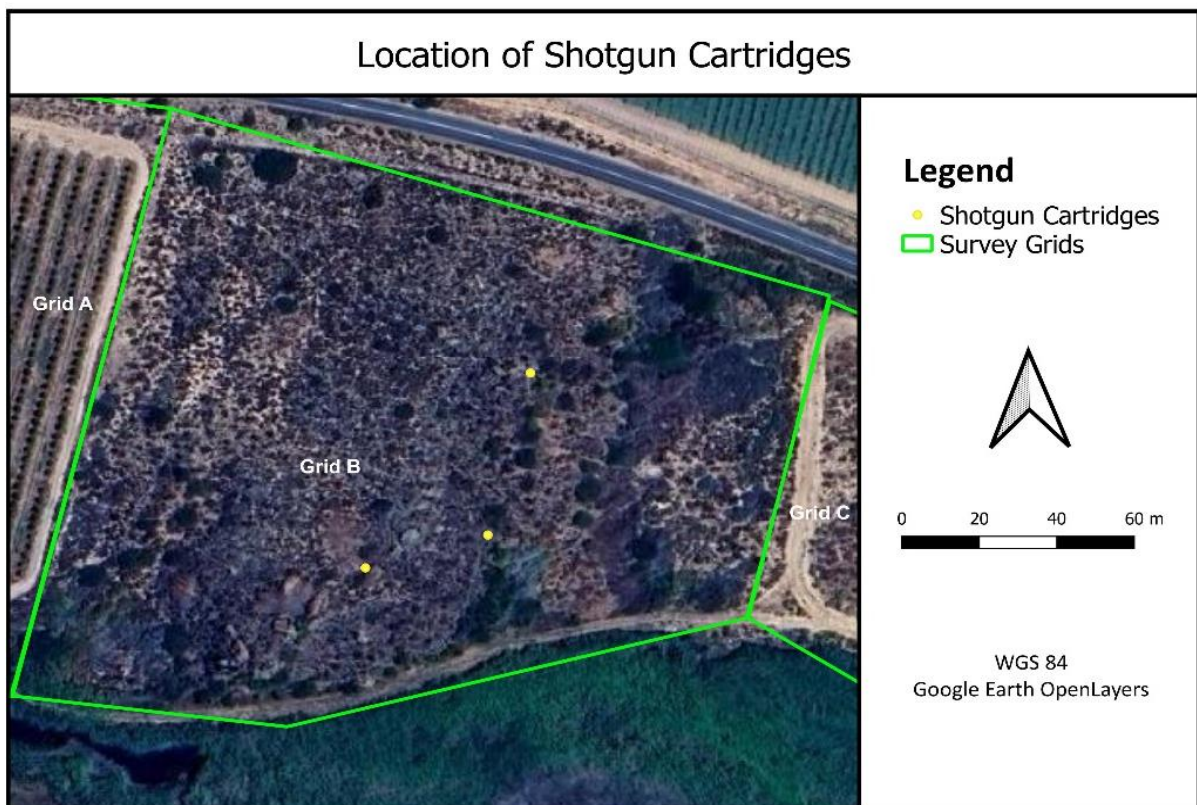 Location of Shotgun Cartridges
Grid A
Grid B
Grid C
Legend
Shotgun Cartridges
Survey Grids
0 20 40 60 m
WGS 84
Google Earth OpenLayers